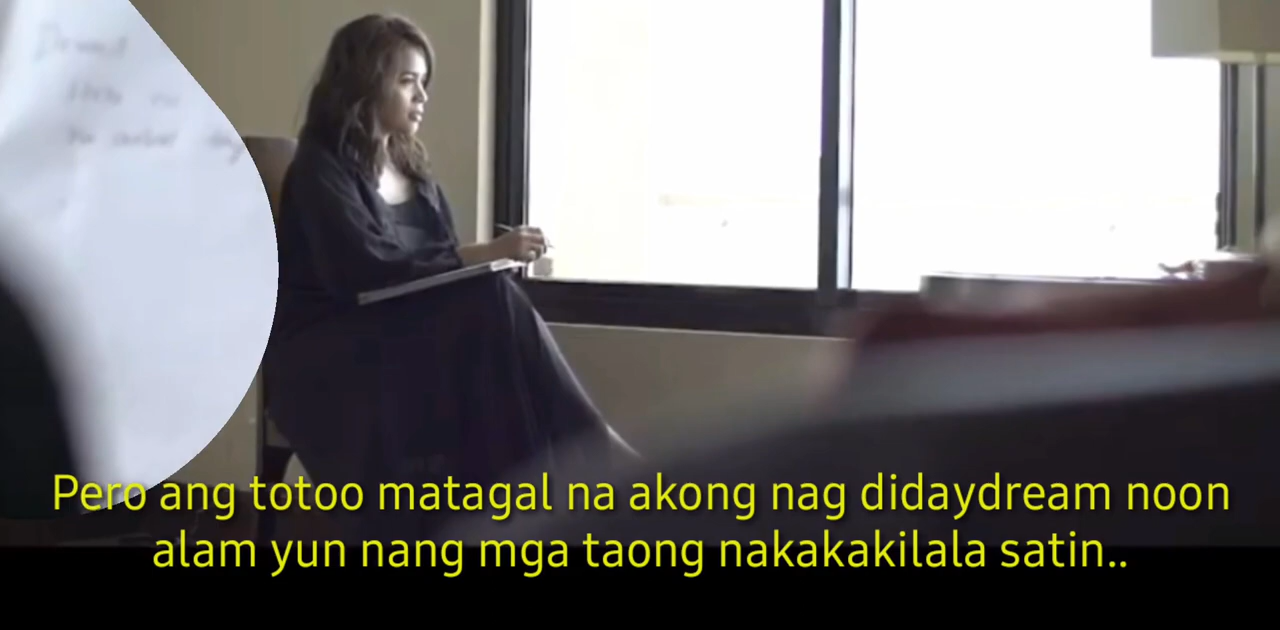 Pero ang totoo matagal na akong nag didaydream noon
alam yun nang mga taong nakakakilala satin..